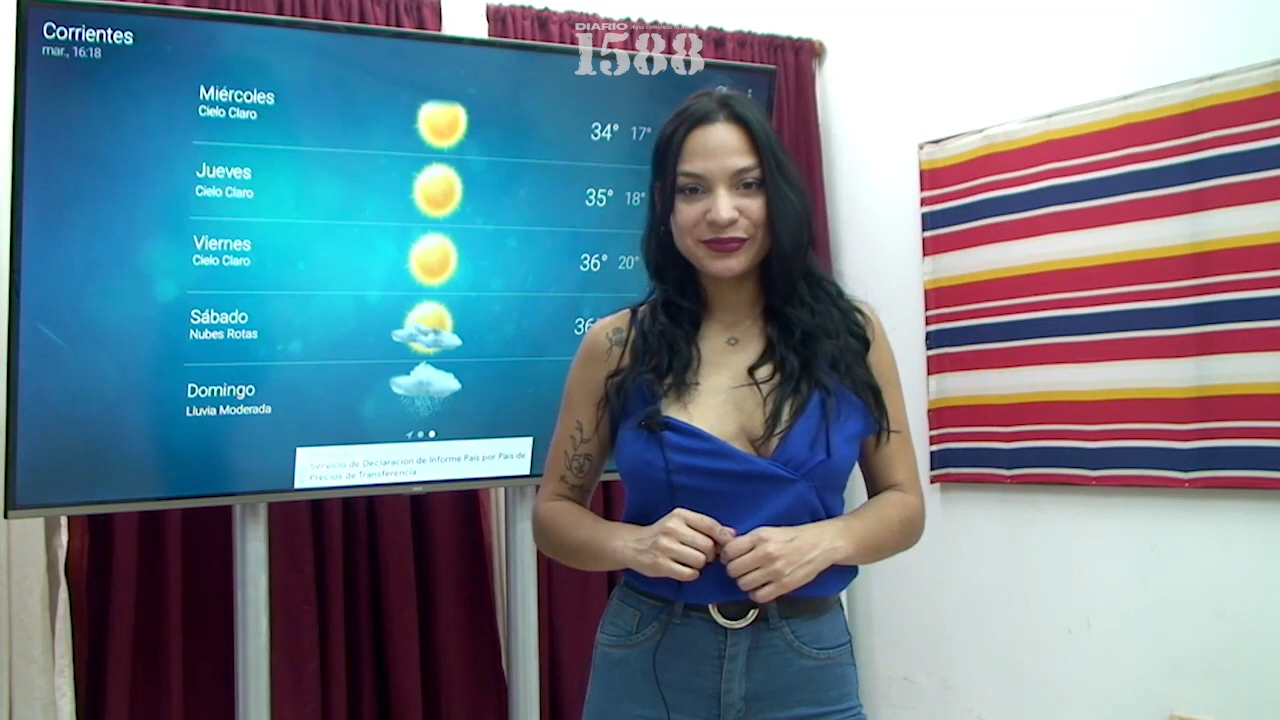 DIARIO
1588
Corrientes
mar., 16:18
Miércoles
Cielo Claro
34° 17°
Jueves
Cielo Claro
35° 18°
Viernes
Cielo Claro
36° 20°
Sábado
Nubes Rotas
36°
Domingo
Lluvia Moderada
Servicio de Declaración de Informe País por País de
Precios de Transferencia